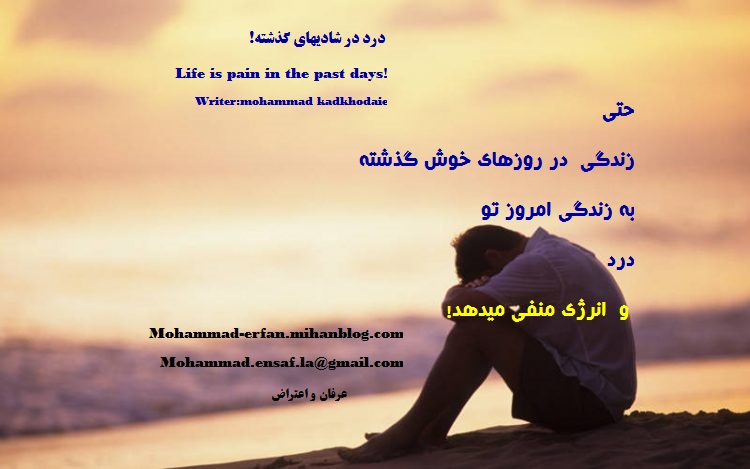 درد در شادیهای گذشته!
Life is pain in the past days!
Writer:mohammad kadkhodaie
حتی
زندگی در روزهای خوش گذشته
به زندگی امروز تو
درد
و انرژی منفی میدهد!
Mohammad-erfan.mihanblog.com
Mohammad.ensaf.la@gmail.com
عرفان و اعتراض